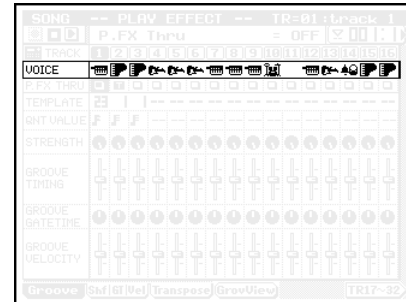 SONG -- PLAY EFFECT -- TR=01:track 1
P.FX Thru = OFF
TRACK 1 2 3 4 5 6 7 8 9 10 11 12 13 14 15 16
VOICE
P.FX THRU
TEMPLATE 23 | | -- -- -- -- -- -- -- -- -- -- -- -- --
QNT VALUE
STRENGTH
GROOVE
TIMING
GROOVE
GATETIME
GROOVE
VELOCITY
Groove Shf 6l Vel Transpose GrovView TR17~32